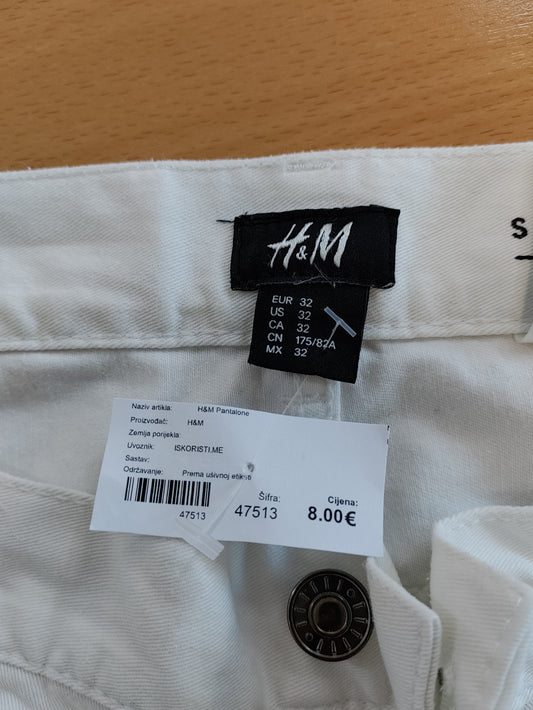 H&M
S
EUR 32
US 32
CA 32
CN 175/82A
MX 32
Naziv artikla: H&M Pantalone
Proizvođač: H&M
Zemlja porijekla:
Uvoznik: ISKORISTI.ME
Sastav:
Održavanje: Prema ušivnoj etiketi
47513
Šifra:
47513
Cijena:
8.00€